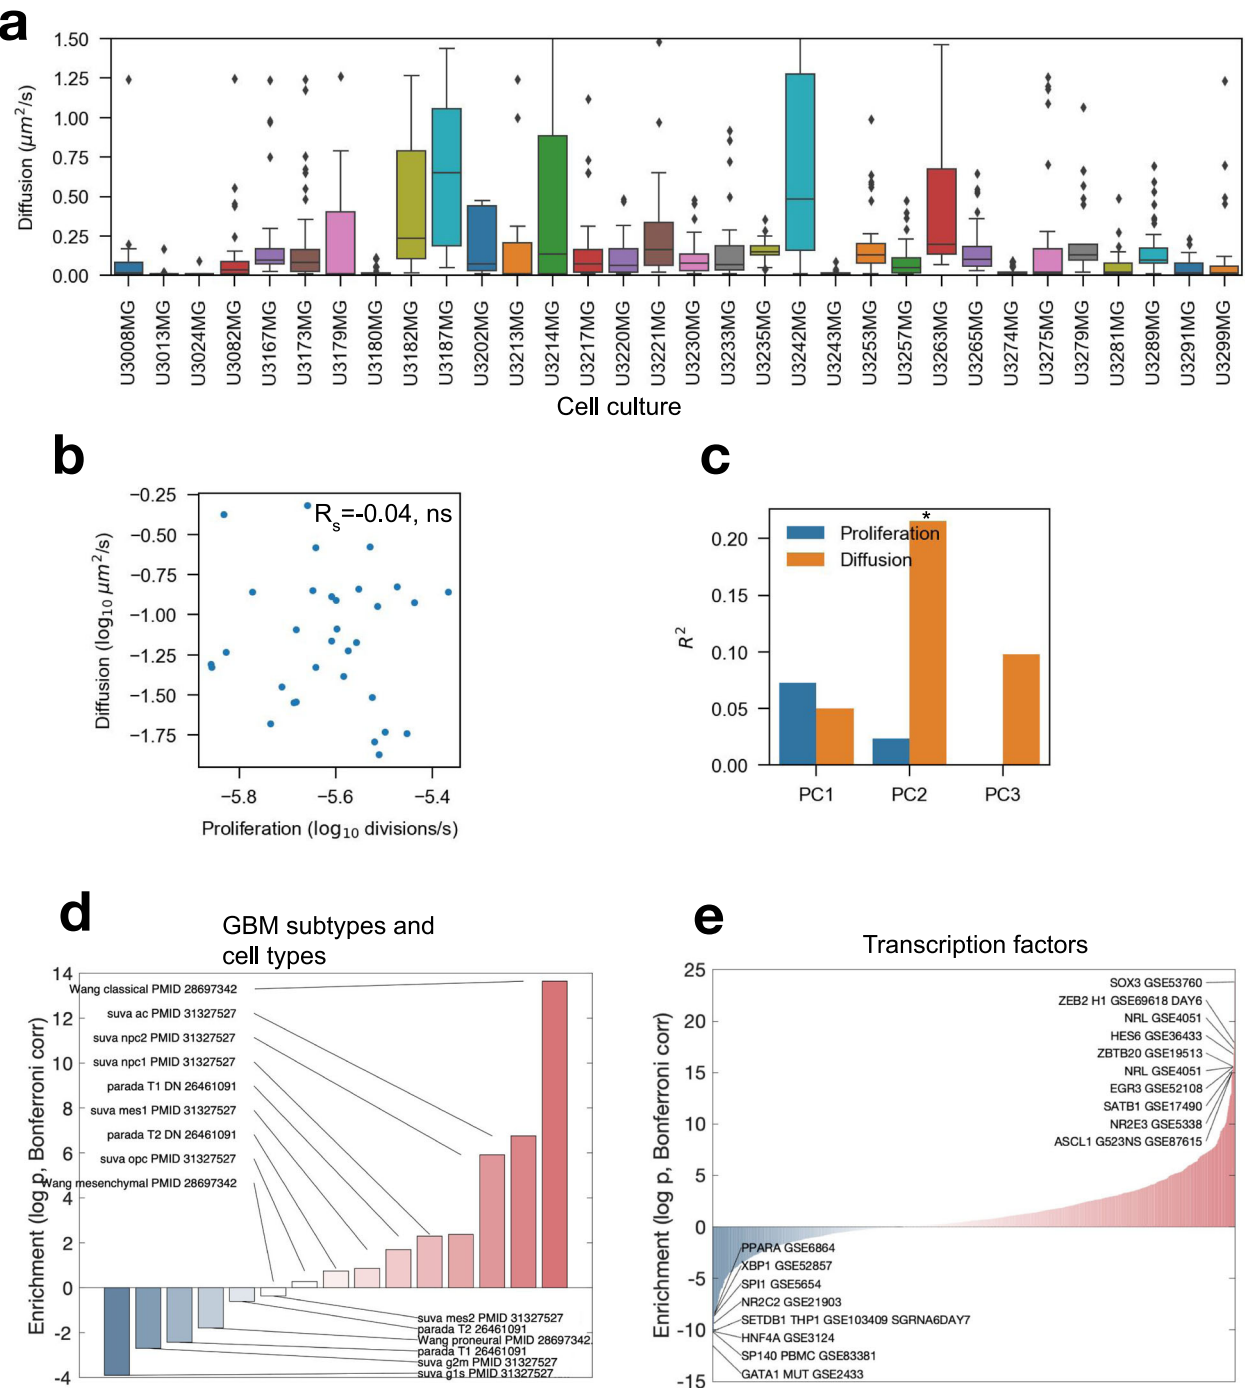 a
1.50
1.25
1.00
0.75
0.50
0.25
0.00
Diffusion (μm²/s)
U3008MG
U3013MG
U3024MG
U3082MG
U3167MG
U3173MG
U3179MG
U3180MG
U3182MG
U3187MG
U3202MG
U3213MG
U3214MG
U3217MG
U3220MG
U3221MG
U3230MG
U3233MG
U3235MG
U3242MG
U3243MG
U3253MG
U3257MG
U3263MG
U3265MG
U3274MG
U3275MG
U3279MG
U3281MG
U3289MG
U3291MG
U3299MG
Cell culture
b
−0.25
−0.50
−0.75
−1.00
−1.25
−1.50
−1.75
Diffusion (log₁₀ μm²/s)
Rₛ=-0.04, ns
−5.8
−5.6
−5.4
Proliferation (log₁₀ divisions/s)
c
0.20
0.15
0.10
0.05
0.00
R²
Proliferation
Diffusion
*
PC1
PC2
PC3
d
GBM subtypes and
cell types
14
12
10
8
6
4
2
0
-2
-4
Enrichment (log p, Bonferroni corr)
Wang classical PMID 28697342
suva ac PMID 31327527
suva npc2 PMID 31327527
suva npc1 PMID 31327527
parada T1 DN 26461091
suva mes1 PMID 31327527
parada T2 DN 26461091
suva opc PMID 31327527
Wang mesenchymal PMID 28697342
suva mes2 PMID 31327527
parada T2 26461091
Wang proneural PMID 28697342
parada T1 26461091
suva g2m PMID 31327527
suva g1s PMID 31327527
e
Transcription factors
25
20
15
10
5
0
-5
-10
-15
Enrichment (log p, Bonferroni corr)
SOX3 GSE53760
ZEB2 H1 GSE69618 DAY6
NRL GSE4051
HES6 GSE36433
ZBTB20 GSE19513
NRL GSE4051
EGR3 GSE52108
SATB1 GSE17490
NR2E3 GSE5338
ASCL1 G523NS GSE87615
PPARA GSE6864
XBP1 GSE52857
SPI1 GSE5654
NR2C2 GSE21903
SETDB1 THP1 GSE103409 SGRNA6DAY7
HNF4A GSE3124
SP140 PBMC GSE83381
GATA1 MUT GSE2433